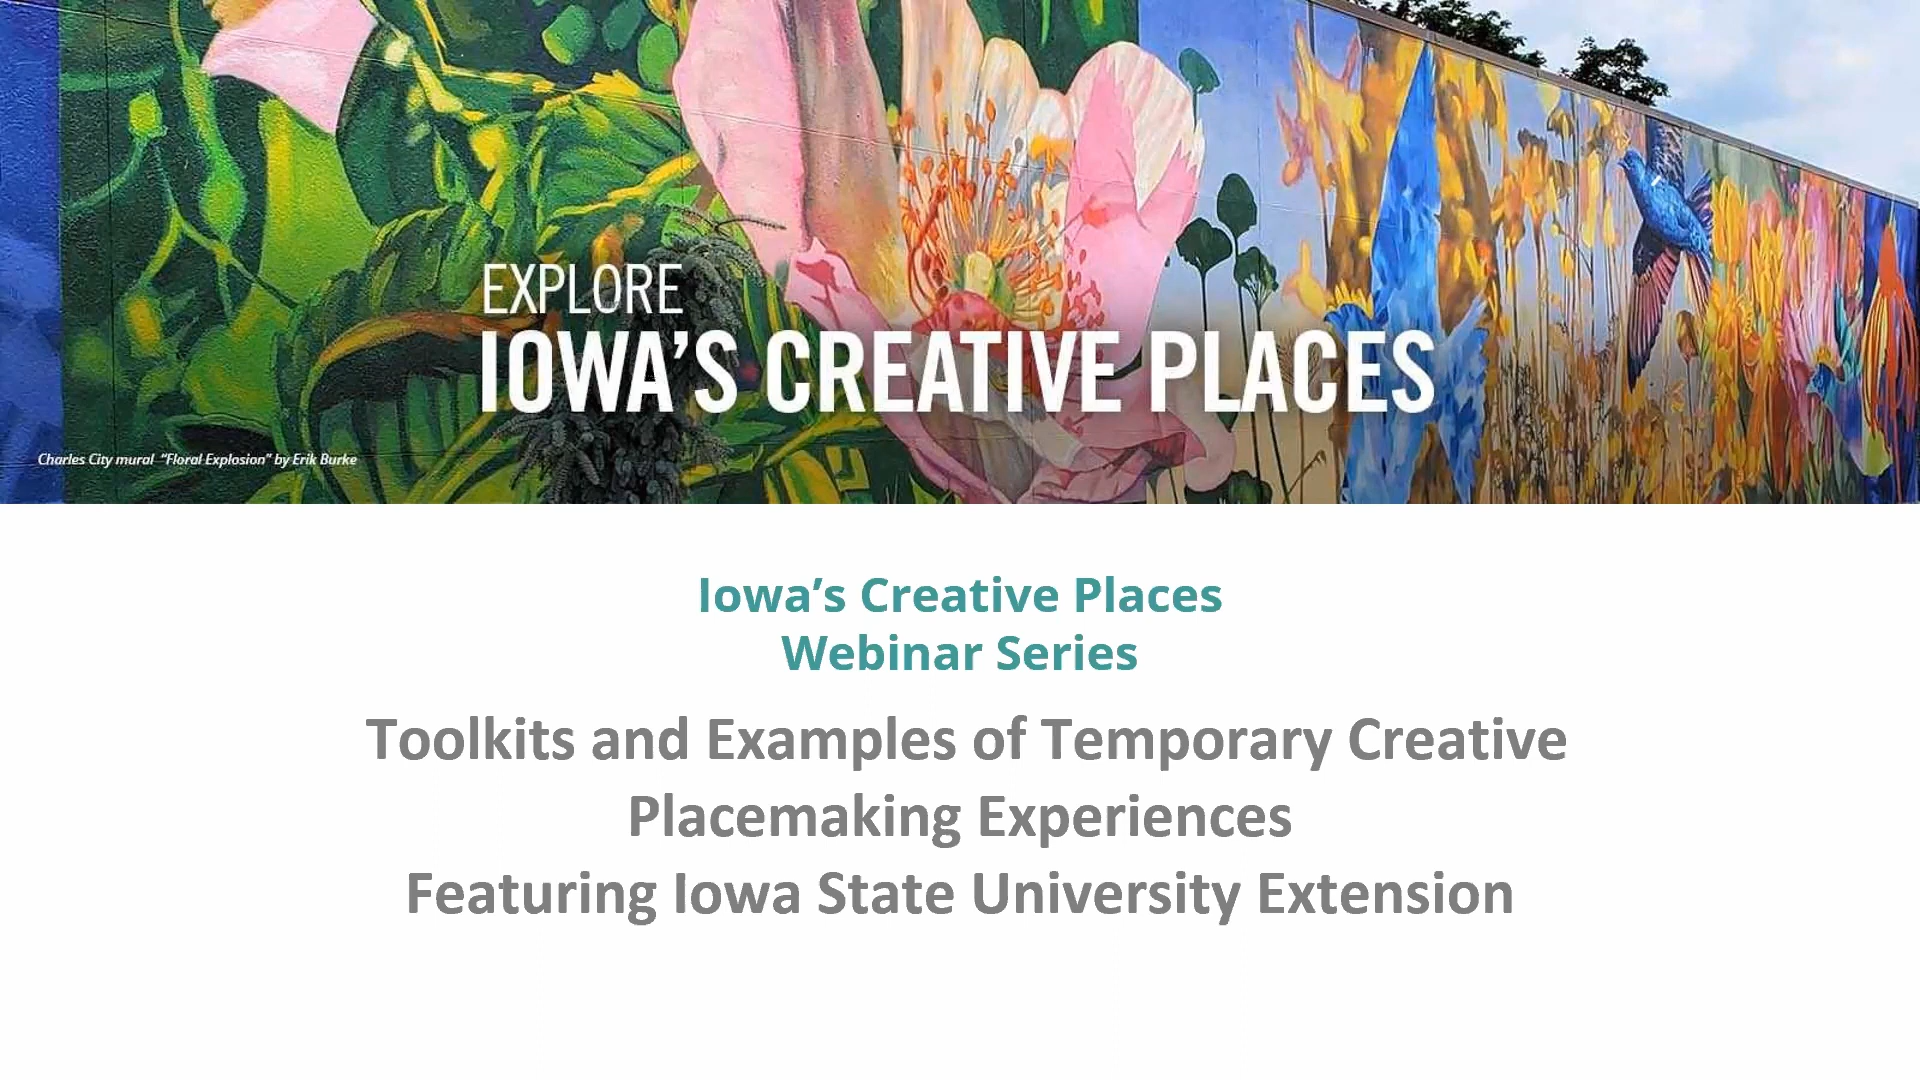 EXPLORE
IOWA’S CREATIVE PLACES
Charles City mural “Floral Explosion” by Erik Burke
Iowa’s Creative Places
Webinar Series
Toolkits and Examples of Temporary Creative
Placemaking Experiences
Featuring Iowa State University Extension